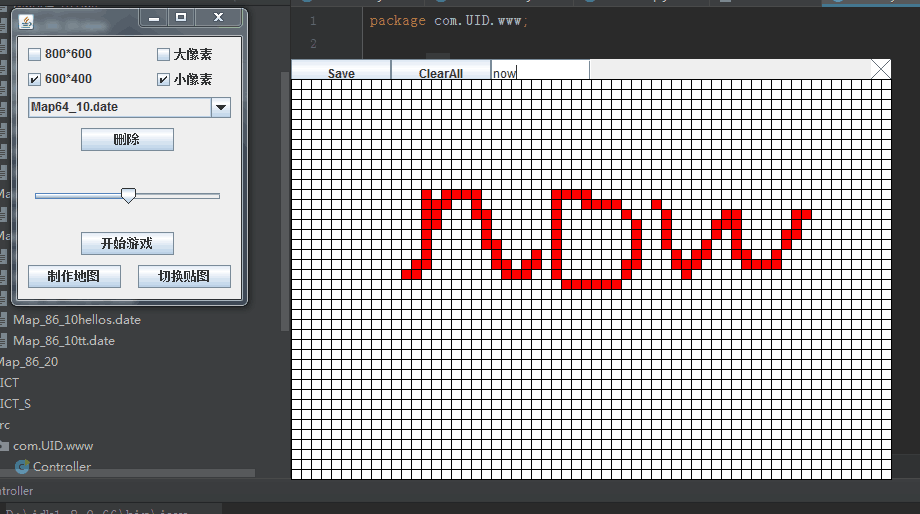 800*600
大像素
600*400
小像素
Map64_10.date
删除
开始游戏
制作地图
切换贴图
Map_86_10hellos.date
Map_86_10tt.date
Map_86_20
ICT
ICT_S
rc
com.UID.www
Controller
ntroller
1 package com.UID.www;
2
Save ClearAll now
NOW